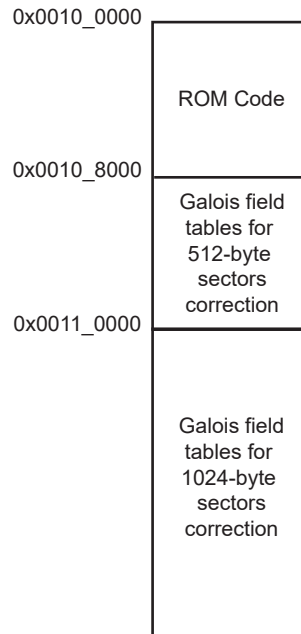 0x0010_0000
ROM Code
0x0010_8000
Galois field
tables for
512-byte
sectors
correction
0x0011_0000
Galois field
tables for
1024-byte
sectors
correction